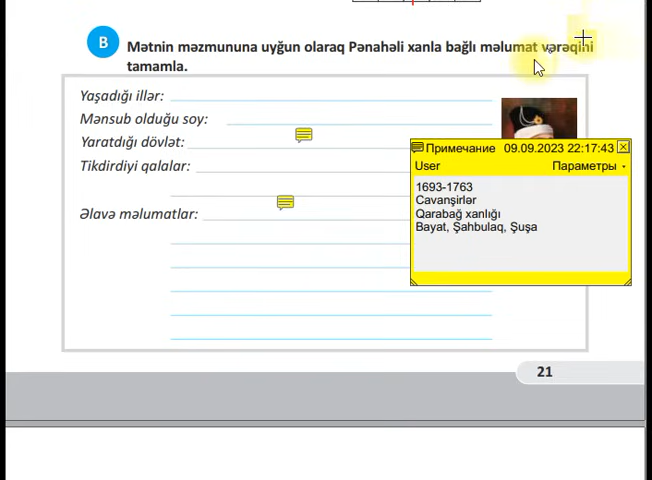 B
Mətnin məzmununa uyğun olaraq Pənahəli xanla bağlı məlumat vərəqini
tamamla.
Yaşadığı illər:
Mənsub olduğu soy:
Yaratdığı dövlət:
Tikdirdiyi qalalar:
Əlavə məlumatlar:
Примечание 09.09.2023 22:17:43
User Параметры
1693-1763
Cavanşirlər
Qarabağ xanlığı
Bayat, Şahbulaq, Şuşa
21